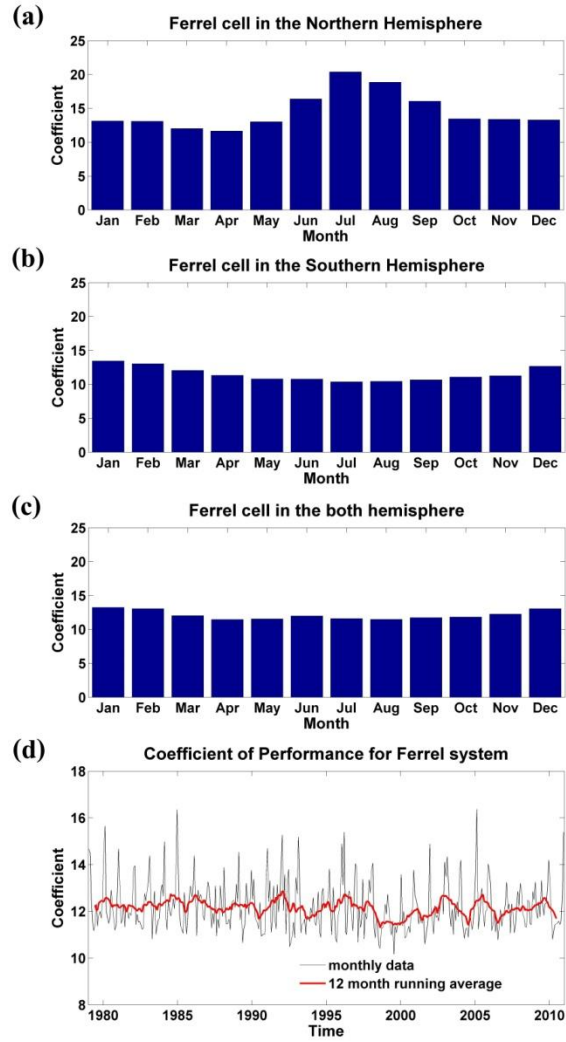 (a)
Ferrel cell in the Northern Hemisphere
25
20
15
10
5
0
Coefficient
Jan Feb Mar Apr May Jun Jul Aug Sep Oct Nov Dec
Month
(b)
Ferrel cell in the Southern Hemisphere
25
20
15
10
5
0
Coefficient
Jan Feb Mar Apr May Jun Jul Aug Sep Oct Nov Dec
Month
(c)
Ferrel cell in the both hemisphere
25
20
15
10
5
0
Coefficient
Jan Feb Mar Apr May Jun Jul Aug Sep Oct Nov Dec
Month
(d)
Coefficient of Performance for Ferrel system
18
16
14
12
10
8
Coefficient
monthly data
12 month running average
1980 1985 1990 1995 2000 2005 2010
Time